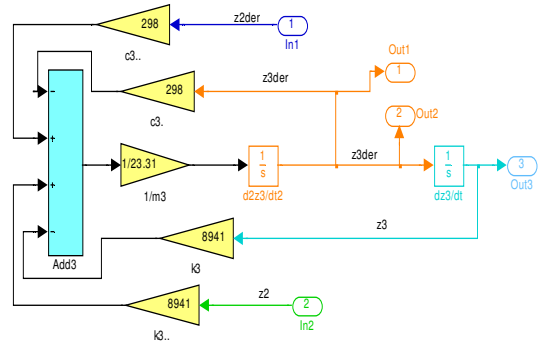 298
z2der
1
In1
c3..
Out1
298
z3der
1
c3.
−
2
Out2
+
1/23.31
1
s
z3der
1
s
3
1/m3
d2z3/dt2
dz3/dt
Out3
+
8941
z3
−
Add3
k3
8941
z2
2
In2
k3..